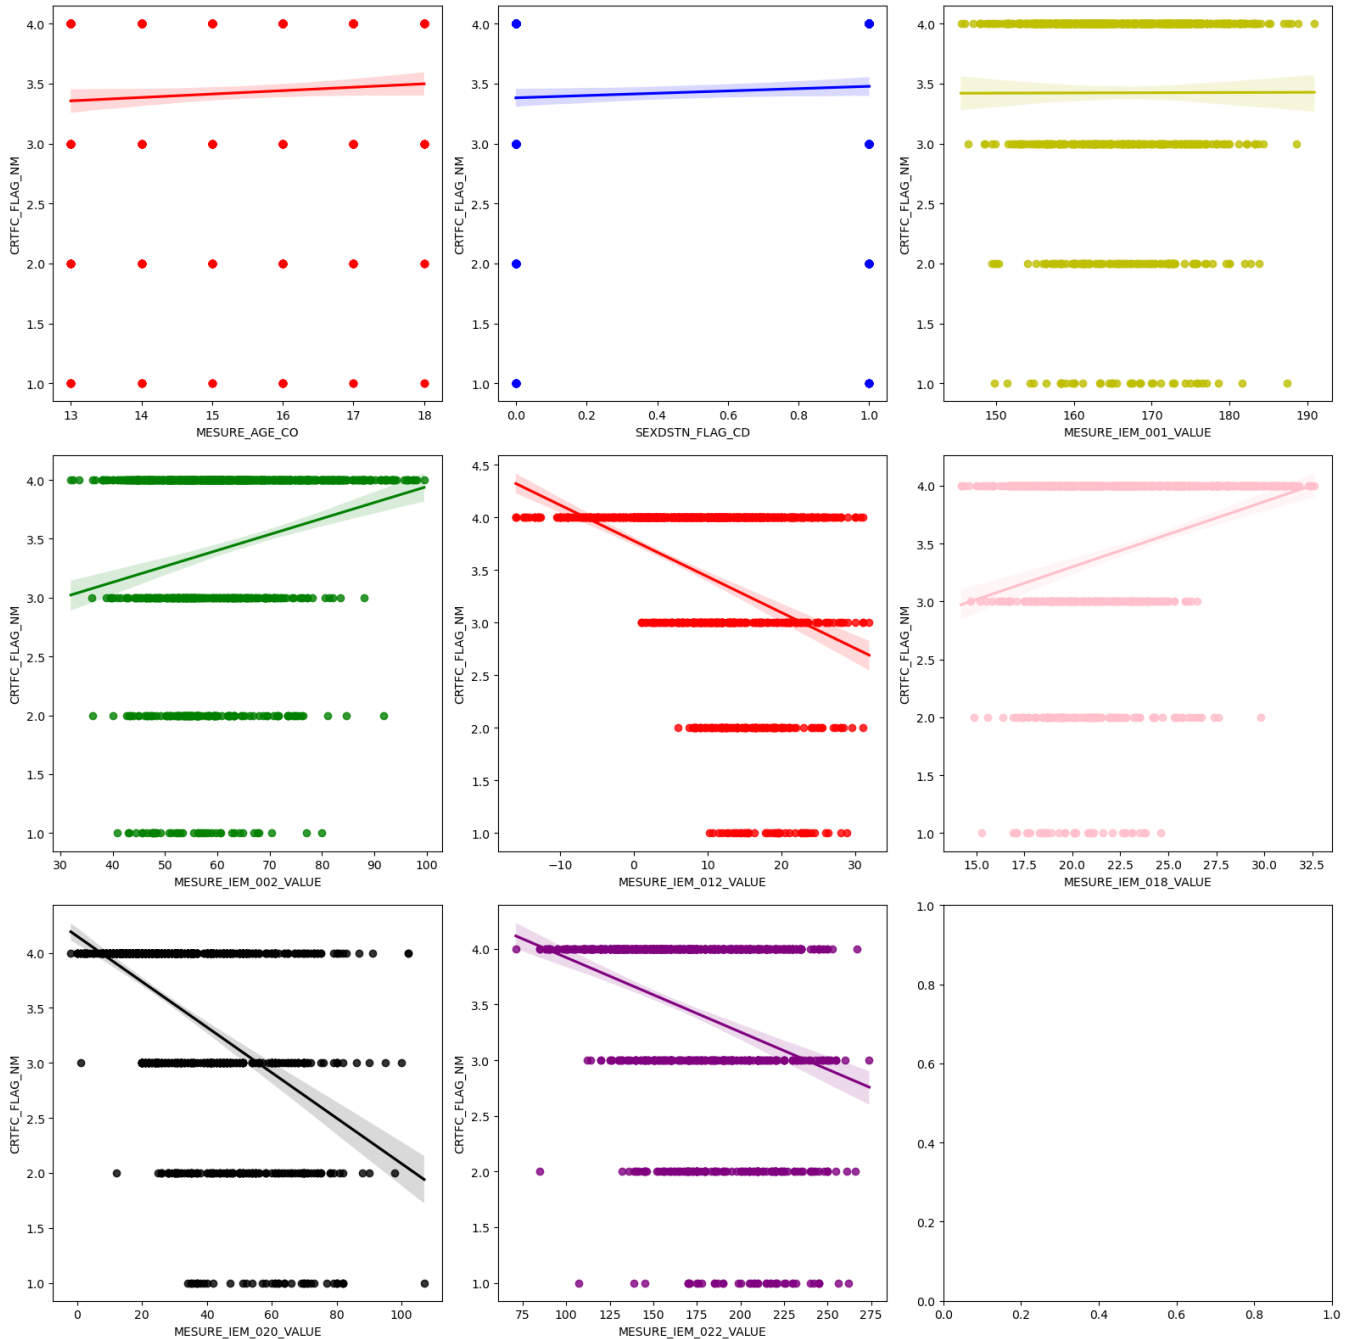 4.0
3.5
3.0
2.5
2.0
1.5
1.0
CRTFC_FLAG_NM
13 14 15 16 17 18
MESURE_AGE_CO
4.0
3.5
3.0
2.5
2.0
1.5
1.0
CRTFC_FLAG_NM
0.0 0.2 0.4 0.6 0.8 1.0
SEXDSTN_FLAG_CD
4.0
3.5
3.0
2.5
2.0
1.5
1.0
CRTFC_FLAG_NM
150 160 170 180 190
MESURE_IEM_001_VALUE
4.0
3.5
3.0
2.5
2.0
1.5
1.0
CRTFC_FLAG_NM
30 40 50 60 70 80 90 100
MESURE_IEM_002_VALUE
4.5
4.0
3.5
3.0
2.5
2.0
1.5
1.0
CRTFC_FLAG_NM
−10 0 10 20 30
MESURE_IEM_012_VALUE
4.0
3.5
3.0
2.5
2.0
1.5
1.0
CRTFC_FLAG_NM
15.0 17.5 20.0 22.5 25.0 27.5 30.0 32.5
MESURE_IEM_018_VALUE
4.0
3.5
3.0
2.5
2.0
1.5
1.0
CRTFC_FLAG_NM
0 20 40 60 80 100
MESURE_IEM_020_VALUE
4.0
3.5
3.0
2.5
2.0
1.5
1.0
CRTFC_FLAG_NM
75 100 125 150 175 200 225 250 275
MESURE_IEM_022_VALUE
1.0
0.8
0.6
0.4
0.2
0.0
0.0 0.2 0.4 0.6 0.8 1.0